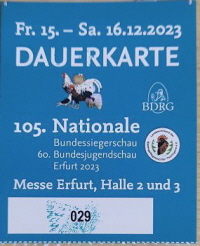 Fr. 15. – Sa. 16.12.2023
DAUERKARTE
BDRG
105. Nationale
Bundessiegerschau
60. Bundesjugendschau
Erfurt 2023
Messe Erfurt, Halle 2 und 3
029